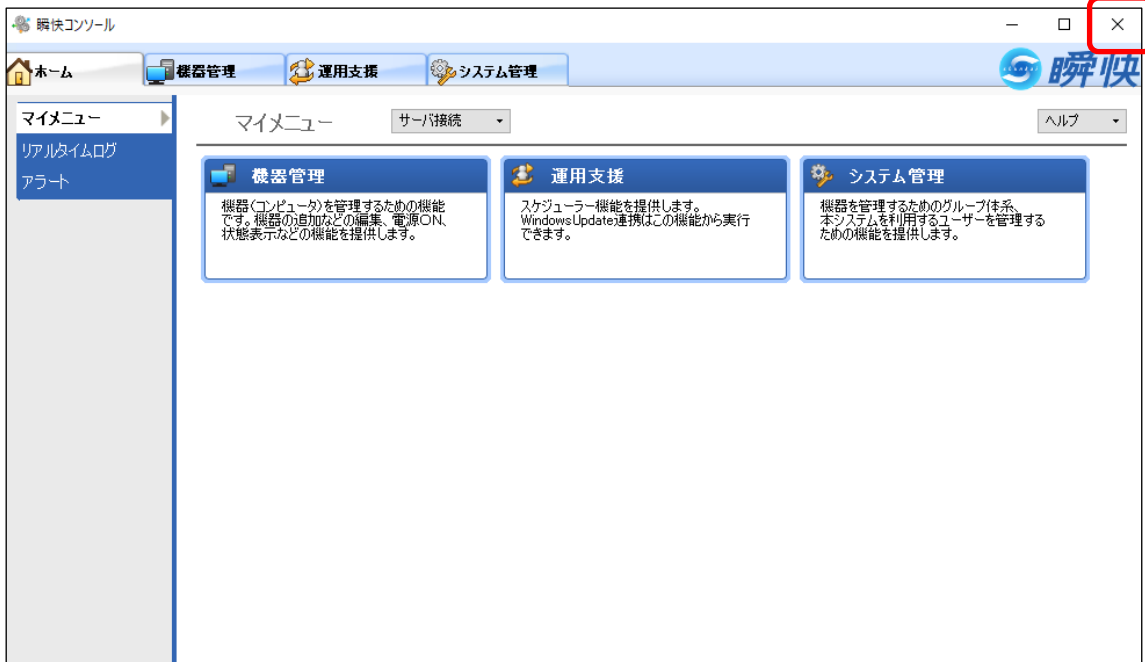 瞬快コンソール
ホーム 機器管理 運用支援 システム管理 瞬快
マイメニュー
リアルタイムログ
アラート
マイメニュー サーバ接続 ヘルプ
機器管理
機器(コンピュータ)を管理するための機能
です。機器の追加などの編集、電源ON、
状態表示などの機能を提供します。
運用支援
スケジューラー機能を提供します。
WindowsUpdate連携はこの機能から実行
できます。
システム管理
機器を管理するためのグループ体系、
本システムを利用するユーザーを管理する
ための機能を提供します。